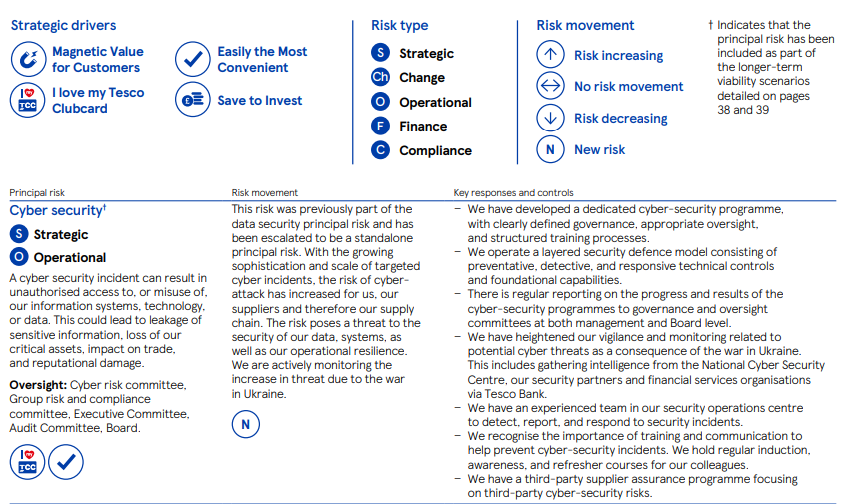 Strategic drivers
Magnetic Value
for Customers
Easily the Most
Convenient
I
TCC
I love my Tesco
Clubcard
£
Save to Invest
Risk type
S Strategic
Ch Change
O Operational
F Finance
C Compliance
Risk movement
↑ Risk increasing
↔ No risk movement
↓ Risk decreasing
N New risk
† Indicates that the
principal risk has been
included as part of
the longer-term
viability scenarios
detailed on pages
38 and 39
Principal risk
Cyber security†
S Strategic
O Operational
A cyber security incident can result in
unauthorised access to, or misuse of,
our information systems, technology,
or data. This could lead to leakage of
sensitive information, loss of our
critical assets, impact on trade,
and reputational damage.
Oversight: Cyber risk committee,
Group risk and compliance
committee, Executive Committee,
Audit Committee, Board.
I
TCC
Risk movement
This risk was previously part of the
data security principal risk and has
been escalated to be a standalone
principal risk. With the growing
sophistication and scale of targeted
cyber incidents, the risk of cyber-
attack has increased for us, our
suppliers and therefore our supply
chain. The risk poses a threat to the
security of our data, systems, as
well as our operational resilience.
We are actively monitoring the
increase in threat due to the war
in Ukraine.
N
Key responses and controls
– We have developed a dedicated cyber-security programme,
with clearly defined governance, appropriate oversight,
and structured training processes.
– We operate a layered security defence model consisting of
preventative, detective, and responsive technical controls
and foundational capabilities.
– There is regular reporting on the progress and results of the
cyber-security programmes to governance and oversight
committees at both management and Board level.
– We have heightened our vigilance and monitoring related to
potential cyber threats as a consequence of the war in Ukraine.
This includes gathering intelligence from the National Cyber Security
Centre, our security partners and financial services organisations
via Tesco Bank.
– We have an experienced team in our security operations centre
to detect, report, and respond to security incidents.
– We recognise the importance of training and communication to
help prevent cyber-security incidents. We hold regular induction,
awareness, and refresher courses for our colleagues.
– We have a third-party supplier assurance programme focusing
on third-party cyber-security risks.